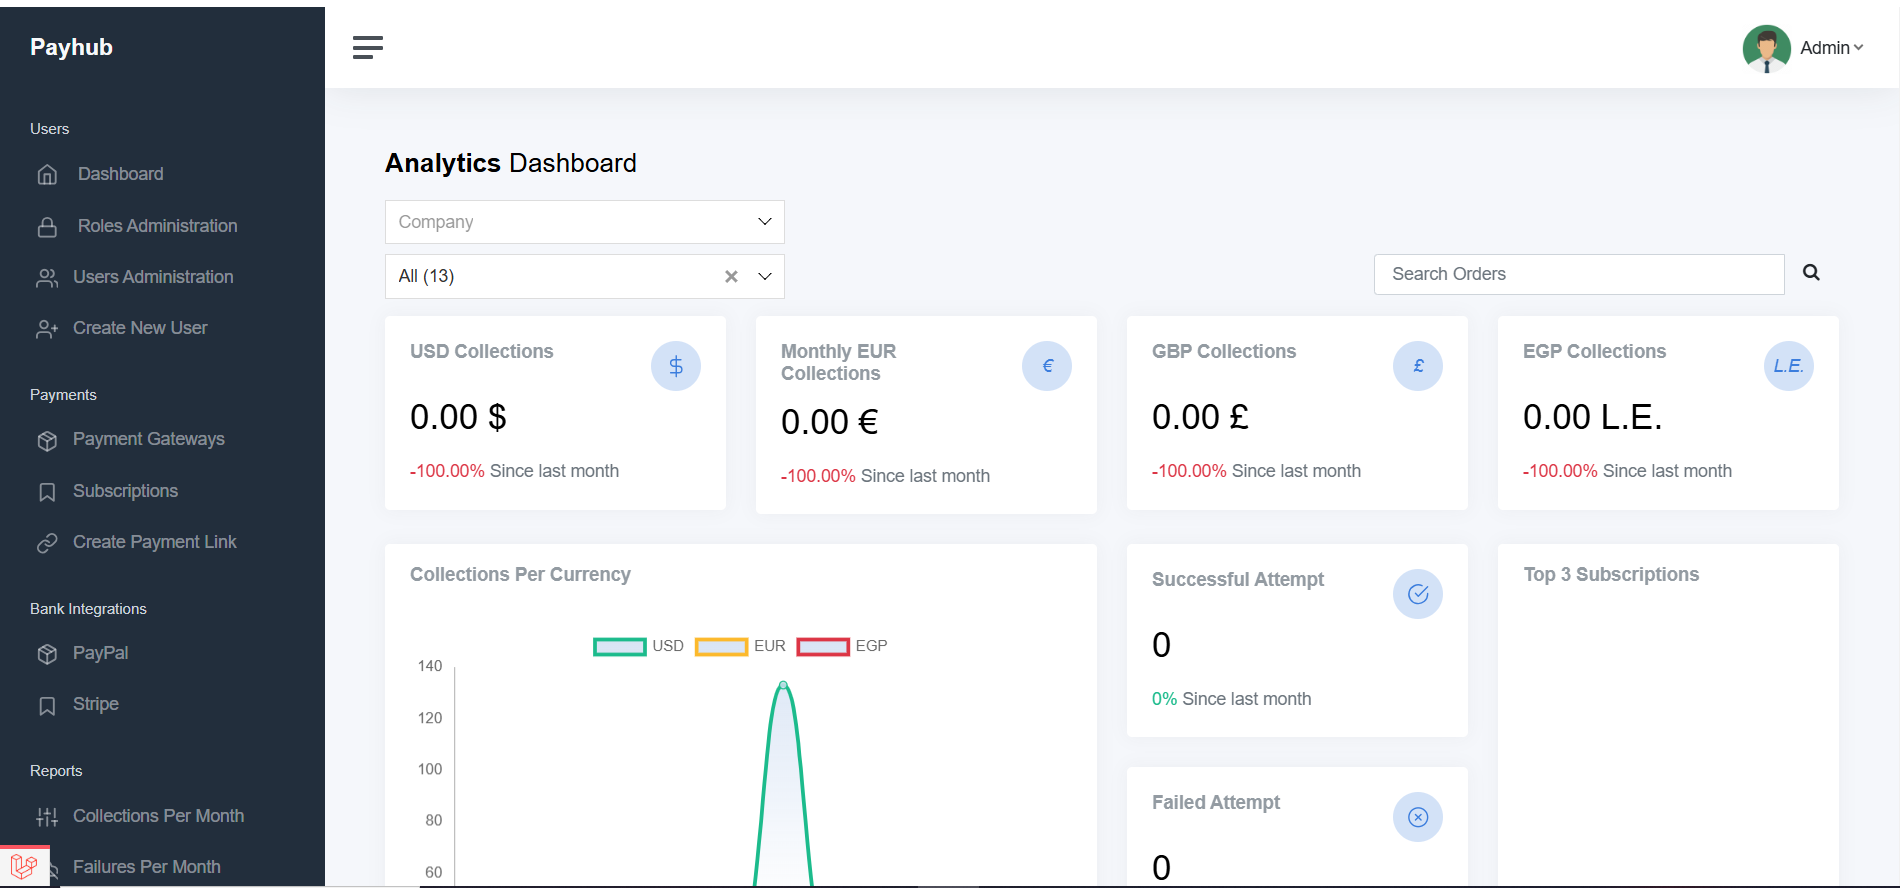 Payhub
Admin
Users
Dashboard
Roles Administration
Users Administration
Create New User
Payments
Payment Gateways
Subscriptions
Create Payment Link
Bank Integrations
PayPal
Stripe
Reports
Collections Per Month
Failures Per Month
Analytics Dashboard
Company
All (13)
Search Orders
USD Collections
$
0.00 $
-100.00% Since last month
Monthly EUR
Collections
€
0.00 €
-100.00% Since last month
GBP Collections
£
0.00 £
-100.00% Since last month
EGP Collections
L.E.
0.00 L.E.
-100.00% Since last month
Collections Per Currency
USD EUR EGP
140
120
100
80
60
Successful Attempt
0
0% Since last month
Failed Attempt
0
Top 3 Subscriptions